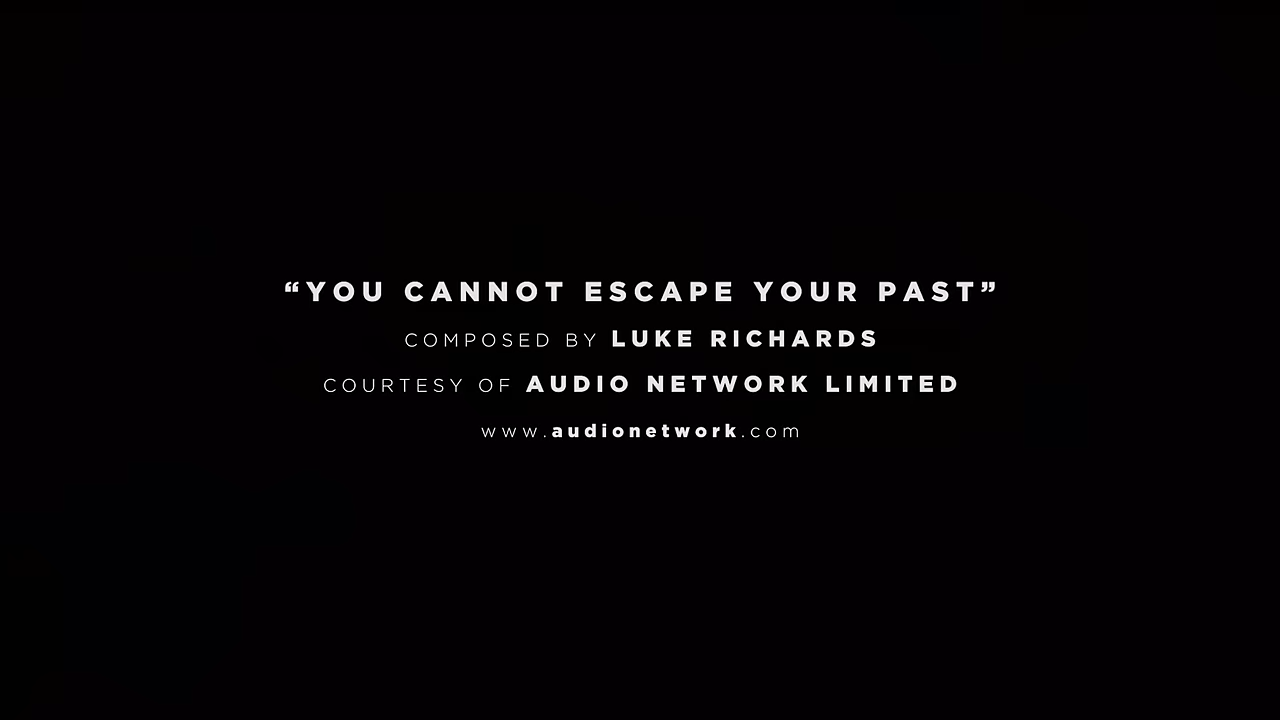 “YOU CANNOT ESCAPE YOUR PAST”
COMPOSED BY LUKE RICHARDS
COURTESY OF AUDIO NETWORK LIMITED
www.audionetwork.com